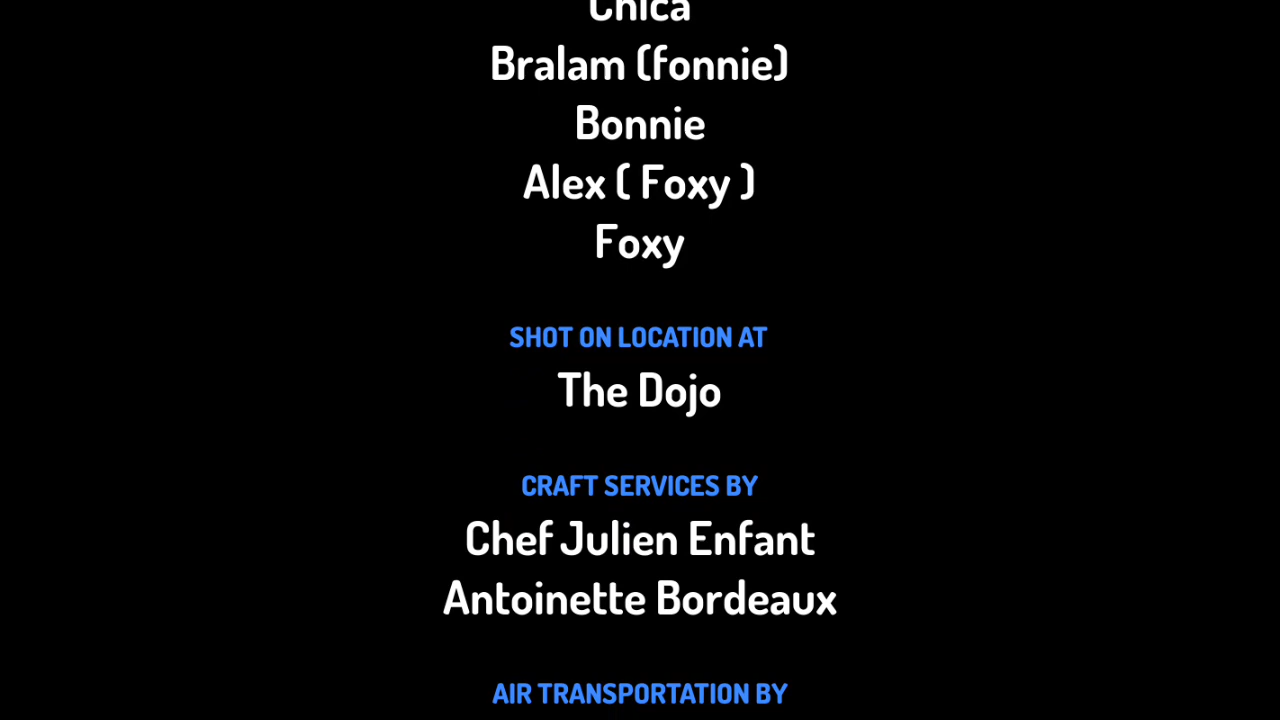 Chica
Bralam (fonnie)
Bonnie
Alex ( Foxy )
Foxy
SHOT ON LOCATION AT
The Dojo
CRAFT SERVICES BY
Chef Julien Enfant
Antoinette Bordeaux
AIR TRANSPORTATION BY